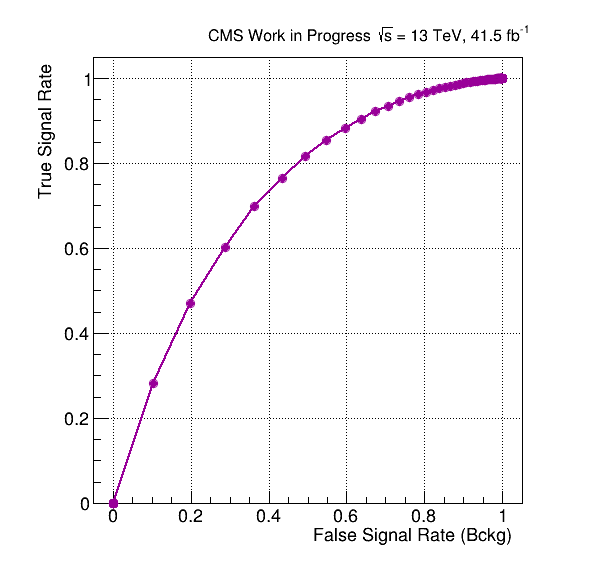 CMS Work in Progress √s = 13 TeV, 41.5 fb⁻¹
True Signal Rate
1
0.8
0.6
0.4
0.2
0
0 0.2 0.4 0.6 0.8 1
False Signal Rate (Bckg)